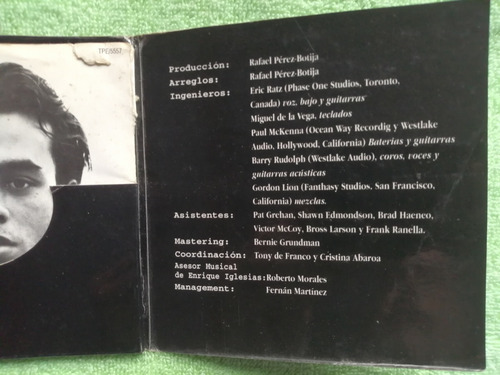 TPE8551
Producción: Rafael Pérez-Botija
Arreglos: Rafael Pérez-Botija
Ingenieros: Eric Ratz (Phase One Studios, Toronto,
Canada) roz, bajo y guitarras
Miguel de la Vega, teclados
Paul McKenna (Ocean Way Recordig y Westlake
Audio, Hollywood, California) Baterías y guitarras
Barry Rudolph (Westlake Audio), coros, voces y
guitarras acústicas
Gordon Lion (Fanthasy Studios, San Francisco,
California) mezclas.
Asistentes: Pat Grehan, Shawn Edmondson, Brad Haeneo,
Victor McCoy, Bross Larson y Frank Ranella.
Mastering: Bernie Grundman
Coordinación: Tony de Franco y Cristina Abaroa
Asesor Musical
de Enrique Iglesias: Roberto Morales
Management: Fernán Martínez